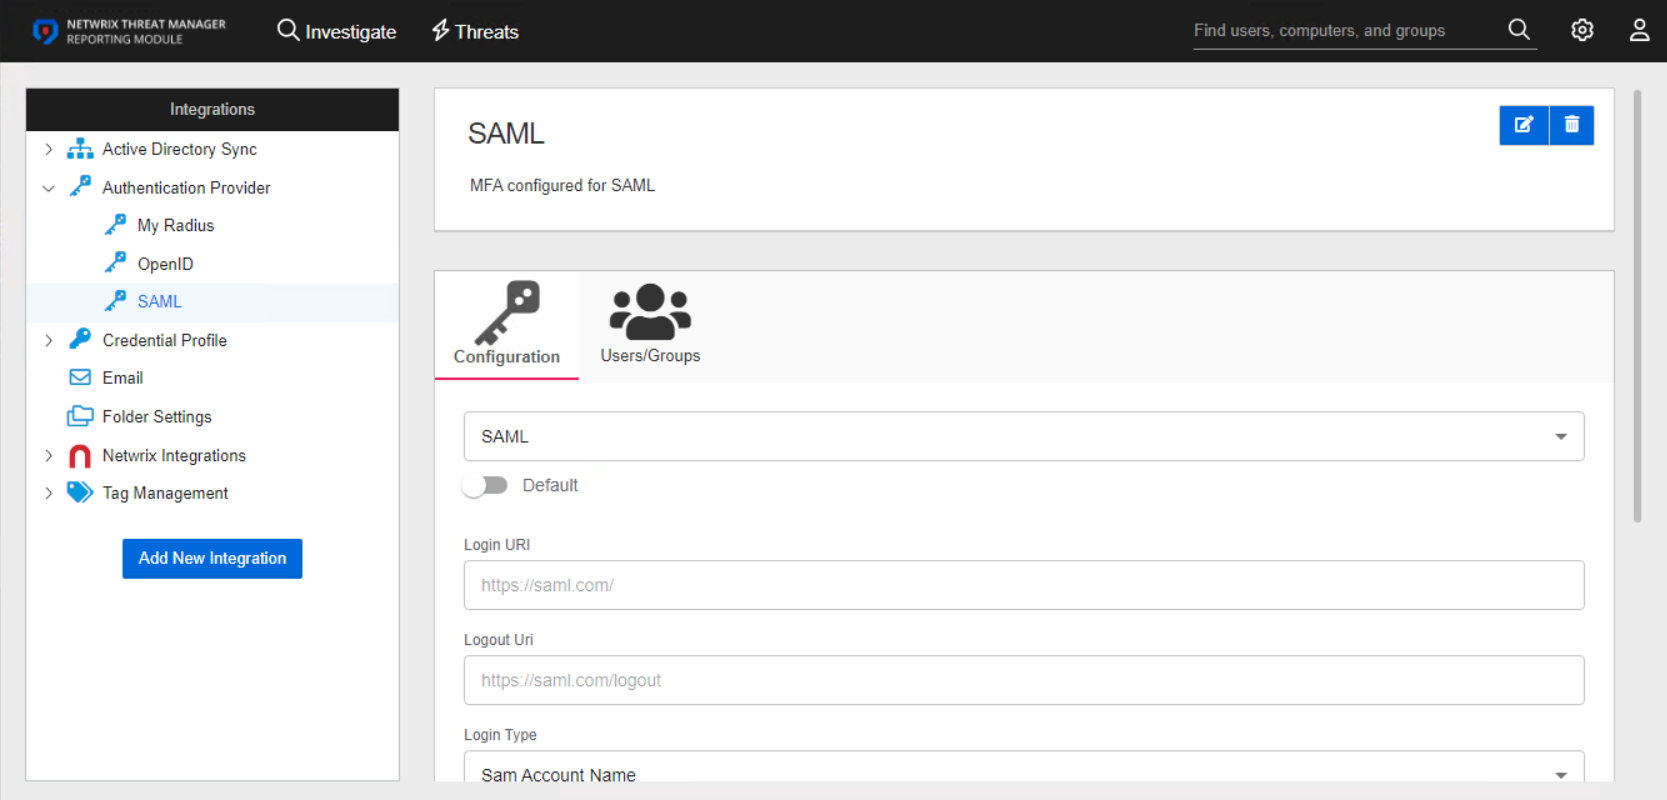 NETWRIX THREAT MANAGER
REPORTING MODULE
Investigate
Threats
Find users, computers, and groups
Integrations
Active Directory Sync
Authentication Provider
My Radius
OpenID
SAML
Credential Profile
Email
Folder Settings
Netwrix Integrations
Tag Management
Add New Integration
SAML
MFA configured for SAML
Configuration
Users/Groups
SAML
Default
Login URI
https://saml.com/
Logout Uri
https://saml.com/logout
Login Type
Sam Account Name